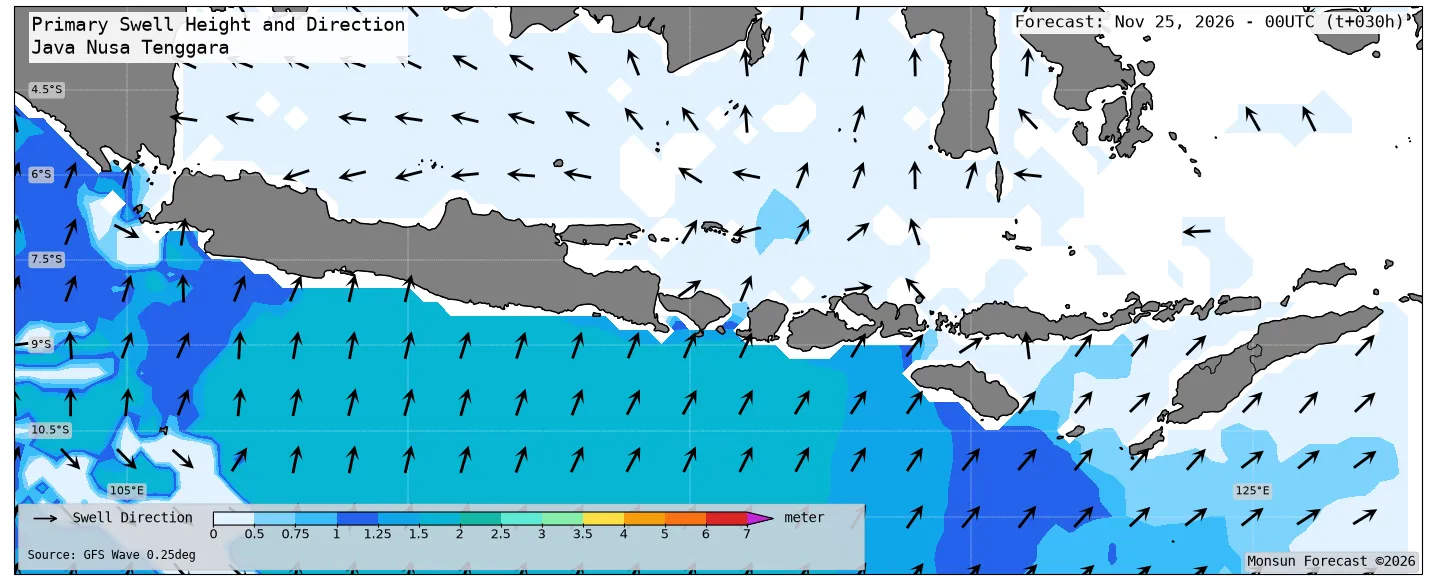 Primary Swell Height and Direction
Java Nusa Tenggara
Forecast: Nov 25, 2026 - 00UTC (t+030h)
4.5°S
6°S
7.5°S
9°S
10.5°S
105°E
125°E
Swell Direction
0 0.5 0.75 1 1.25 1.5 2 2.5 3 3.5 4 5 6 7
meter
Source: GFS Wave 0.25deg
Monsun Forecast ©2026